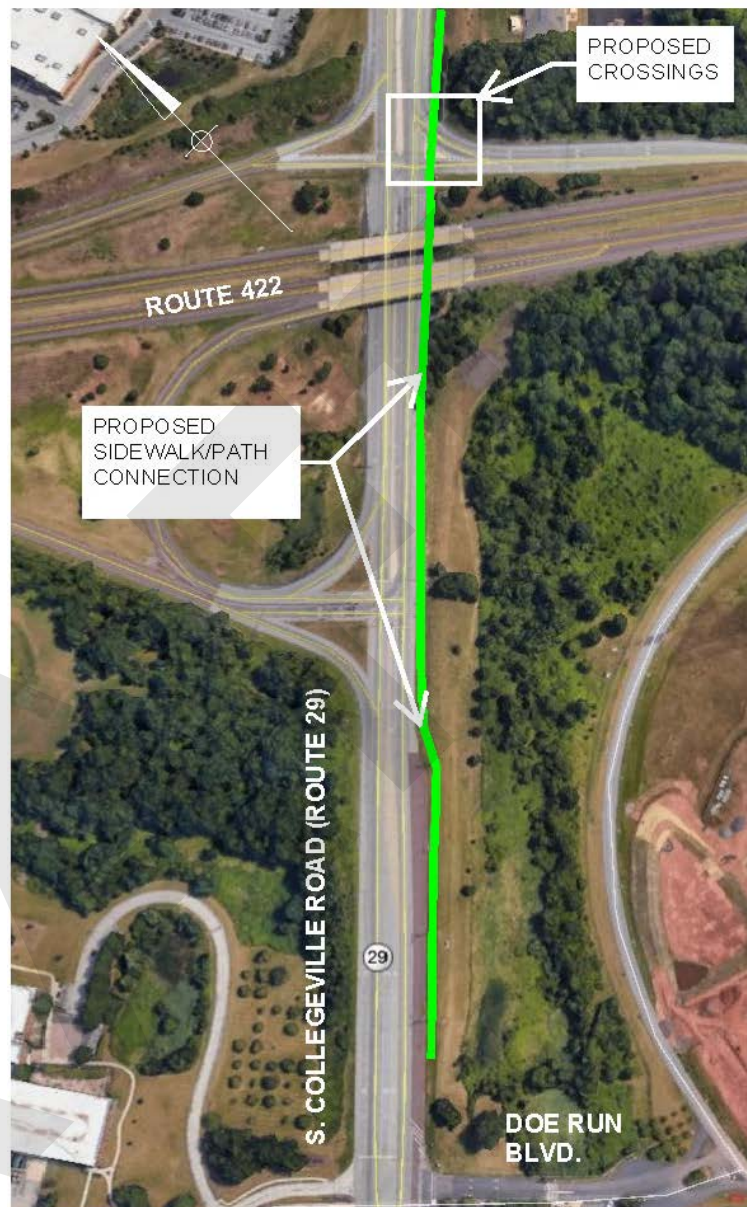 PROPOSED
CROSSINGS
ROUTE 422
PROPOSED
SIDEWALK/PATH
CONNECTION
S. COLLEGEVILLE ROAD (ROUTE 29)
29
DOE RUN
BLVD.